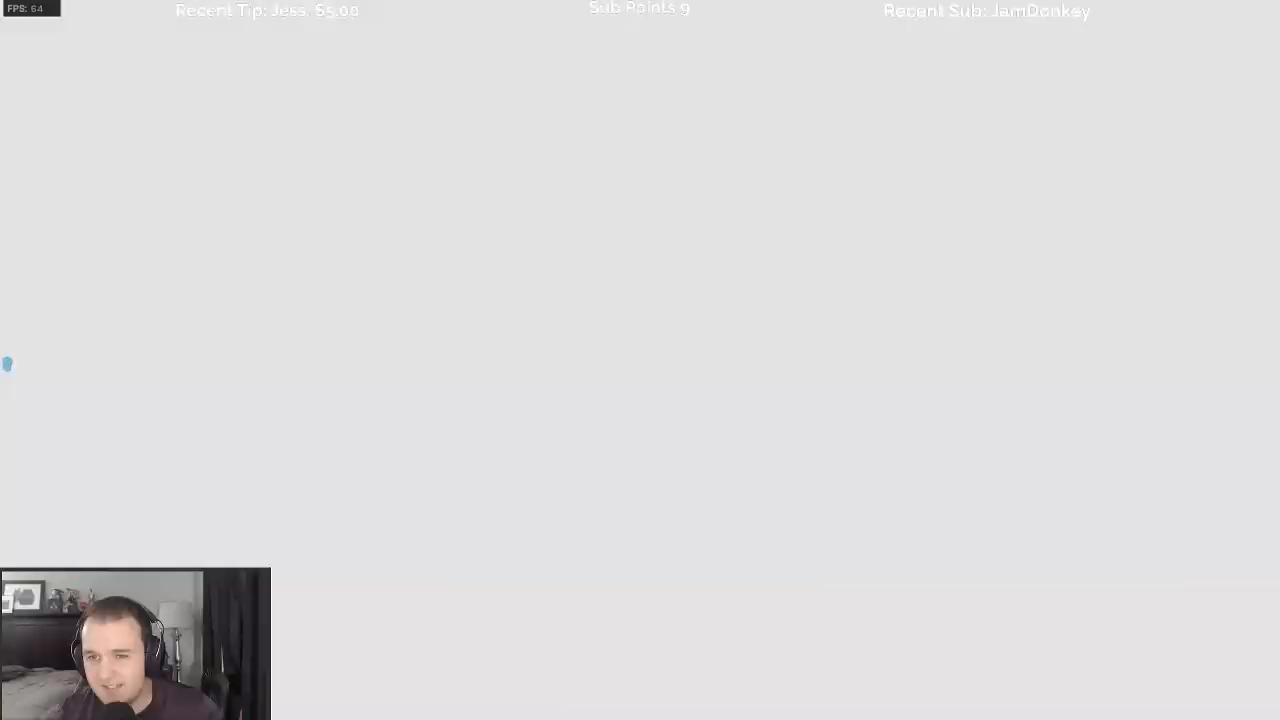 FPS: 64
Recent Tip: Jess, $5.00
Sub Points 9
Recent Sub: JamDonkey